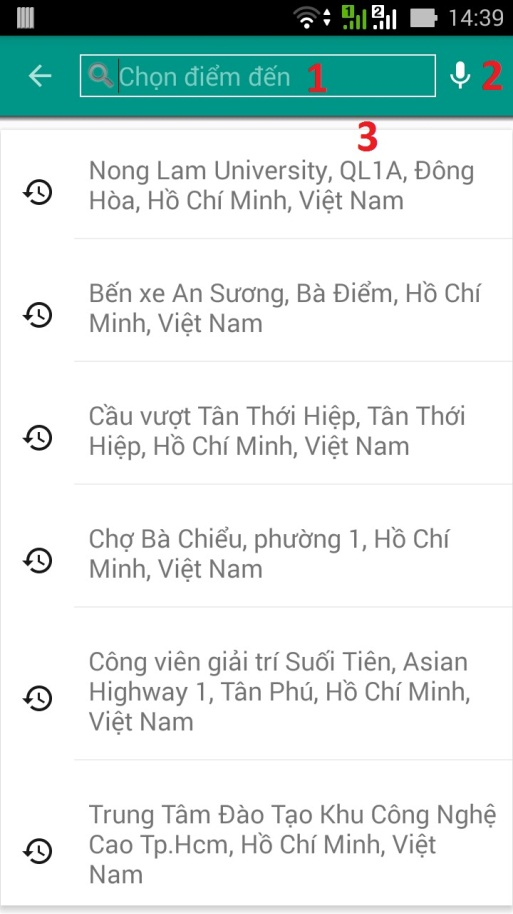 1 2 14:39
Chọn điểm đến 1 2
3
Nong Lam University, QL1A, Đông
Hòa, Hồ Chí Minh, Việt Nam
Bến xe An Sương, Bà Điểm, Hồ Chí
Minh, Việt Nam
Cầu vượt Tân Thới Hiệp, Tân Thới
Hiệp, Hồ Chí Minh, Việt Nam
Chợ Bà Chiểu, phường 1, Hồ Chí
Minh, Việt Nam
Công viên giải trí Suối Tiên, Asian
Highway 1, Tân Phú, Hồ Chí Minh,
Việt Nam
Trung Tâm Đào Tạo Khu Công Nghệ
Cao Tp.Hcm, Hồ Chí Minh, Việt
Nam